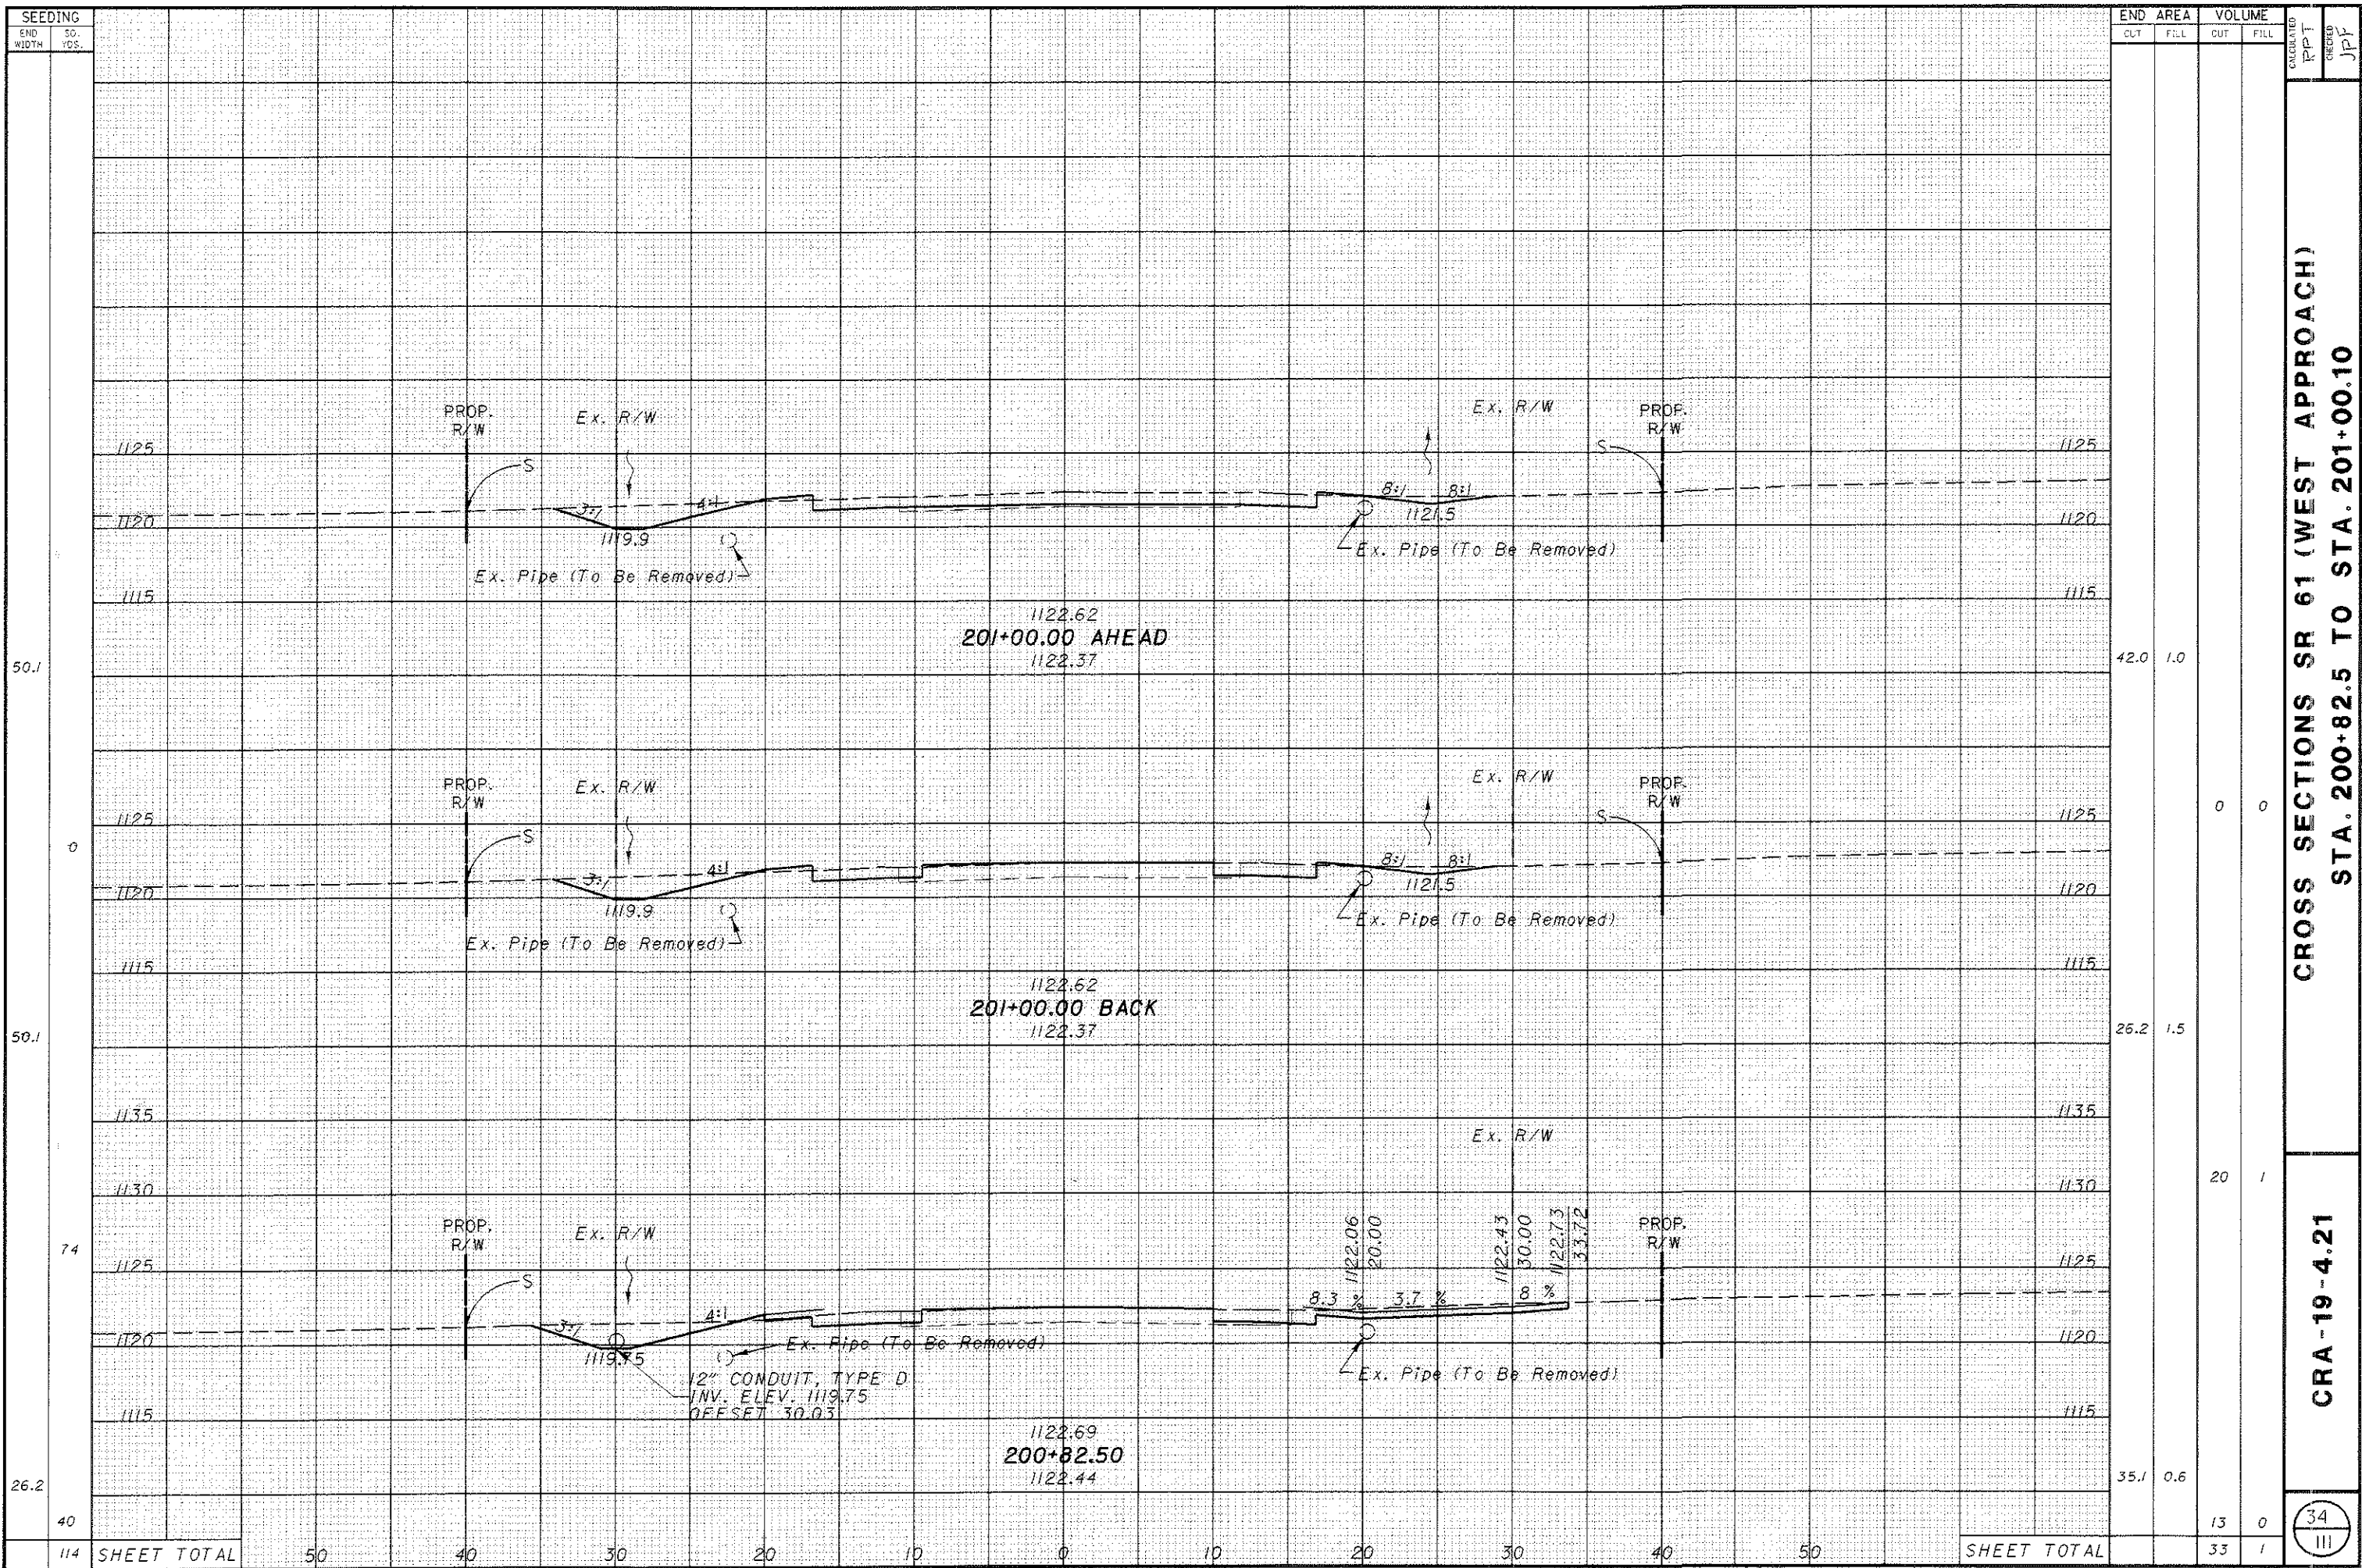 SEEDING
END WIDTH
SQ. YDS.
END AREA
VOLUME
CUT
FILL
CUT
FILL
CALCULATED
RPT
CHECKED
JPF
PROP. R/W
Ex. R/W
Ex. R/W
PROP. R/W
1125
S
S
1125
3:1
4:1
8:1
8:1
1120
1119.9
1121.5
1120
Ex. Pipe (To Be Removed)
Ex. Pipe (To Be Removed)
1115
1115
1122.62
201+00.00 AHEAD
1122.37
50.1
42.0
1.0
PROP. R/W
Ex. R/W
Ex. R/W
PROP. R/W
0
0
1125
S
S
1125
0
3:1
4:1
8:1
8:1
1120
1119.9
1121.5
1120
Ex. Pipe (To Be Removed)
Ex. Pipe (To Be Removed)
1115
1115
1122.62
201+00.00 BACK
1122.37
50.1
26.2
1.5
1135
1135
Ex. R/W
1130
1130
20
1
PROP. R/W
Ex. R/W
1122.06
20.00
1122.43
30.00
1122.73
33.72
PROP. R/W
74
1125
S
1125
3:1
4:1
8.3 %
3.7 %
8 %
1120
1119.75
Ex. Pipe (To Be Removed)
1120
Ex. Pipe (To Be Removed)
12" CONDUIT, TYPE D
INV. ELEV. 1119.75
OFFSET 30.03
1115
1115
1122.69
200+82.50
1122.44
26.2
35.1
0.6
40
13
0
114
SHEET TOTAL
50
40
30
20
10
0
10
20
30
40
50
SHEET TOTAL
33
1
CROSS SECTIONS SR 61 (WEST APPROACH)
STA. 200+82.5 TO STA. 201+00.10
CRA-19-4.21
34
111